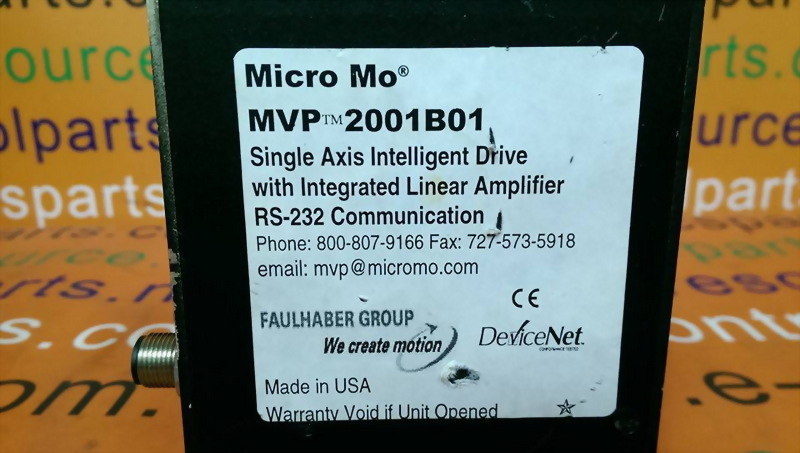 Micro Mo®
MVP™2001B01
Single Axis Intelligent Drive
with Integrated Linear Amplifier
RS-232 Communication
Phone: 800-807-9166 Fax: 727-573-5918
email: mvp@micromo.com
CE
FAULHABER GROUP
We create motion
DeviceNet
CONFORMANCE TESTED
Made in USA
Warranty Void if Unit Opened